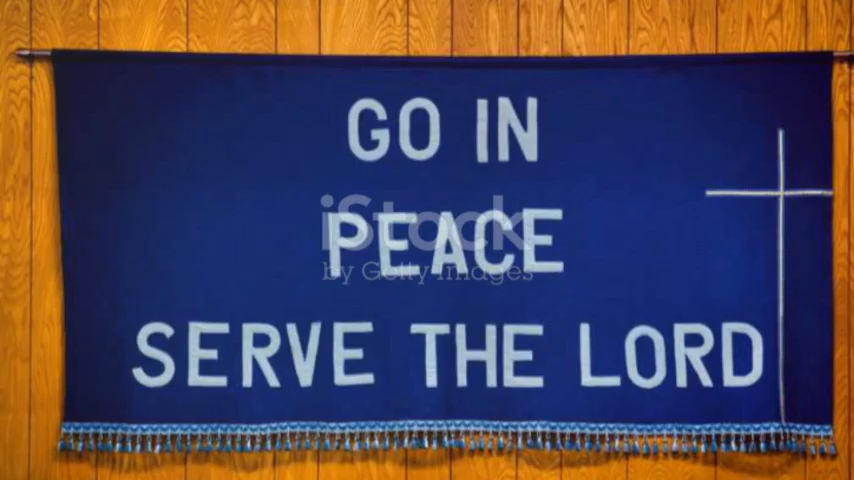 GO IN
iStock
PEACE
by Getty Images
SERVE THE LORD